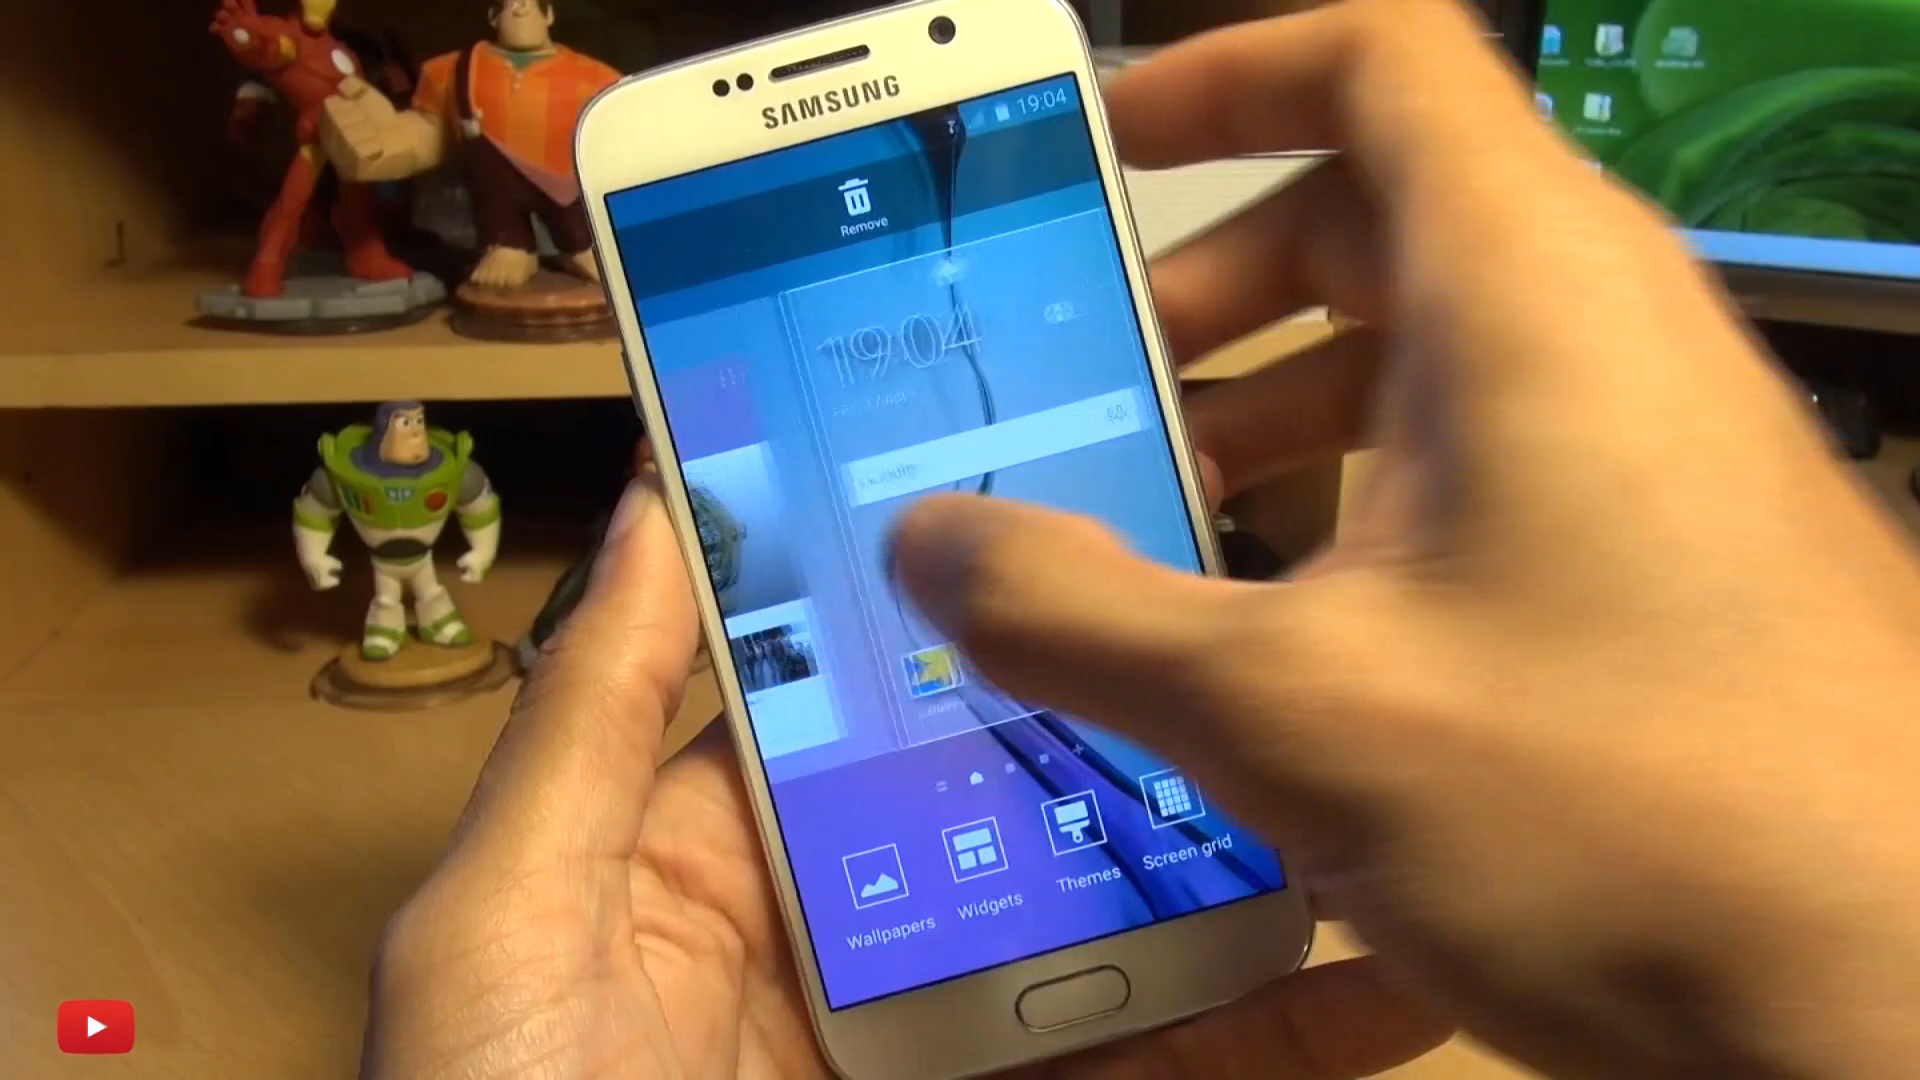 SAMSUNG
19:04
Remove
19:04
Wallpapers
Widgets
Themes
Screen grid